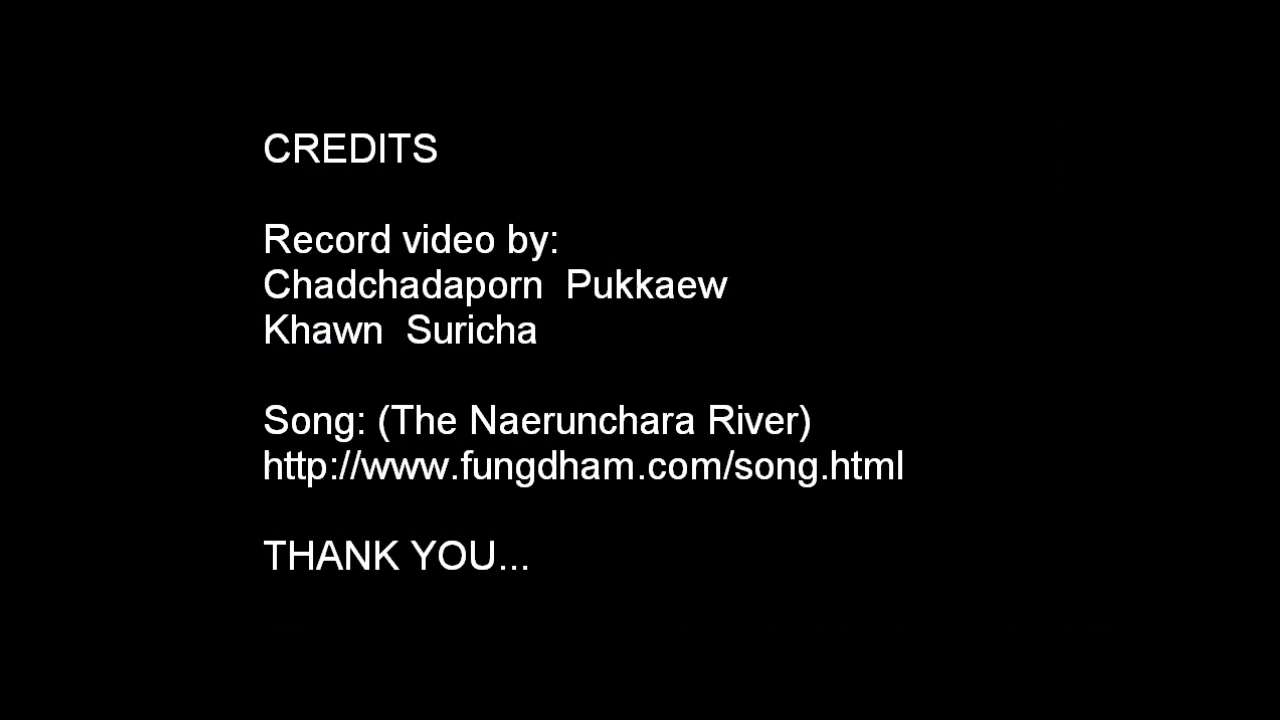 CREDITS
Record video by:
Chadchadaporn  Pukkaew
Khawn  Suricha
Song: (The Naerunchara River)
http://www.fungdham.com/song.html
THANK YOU...